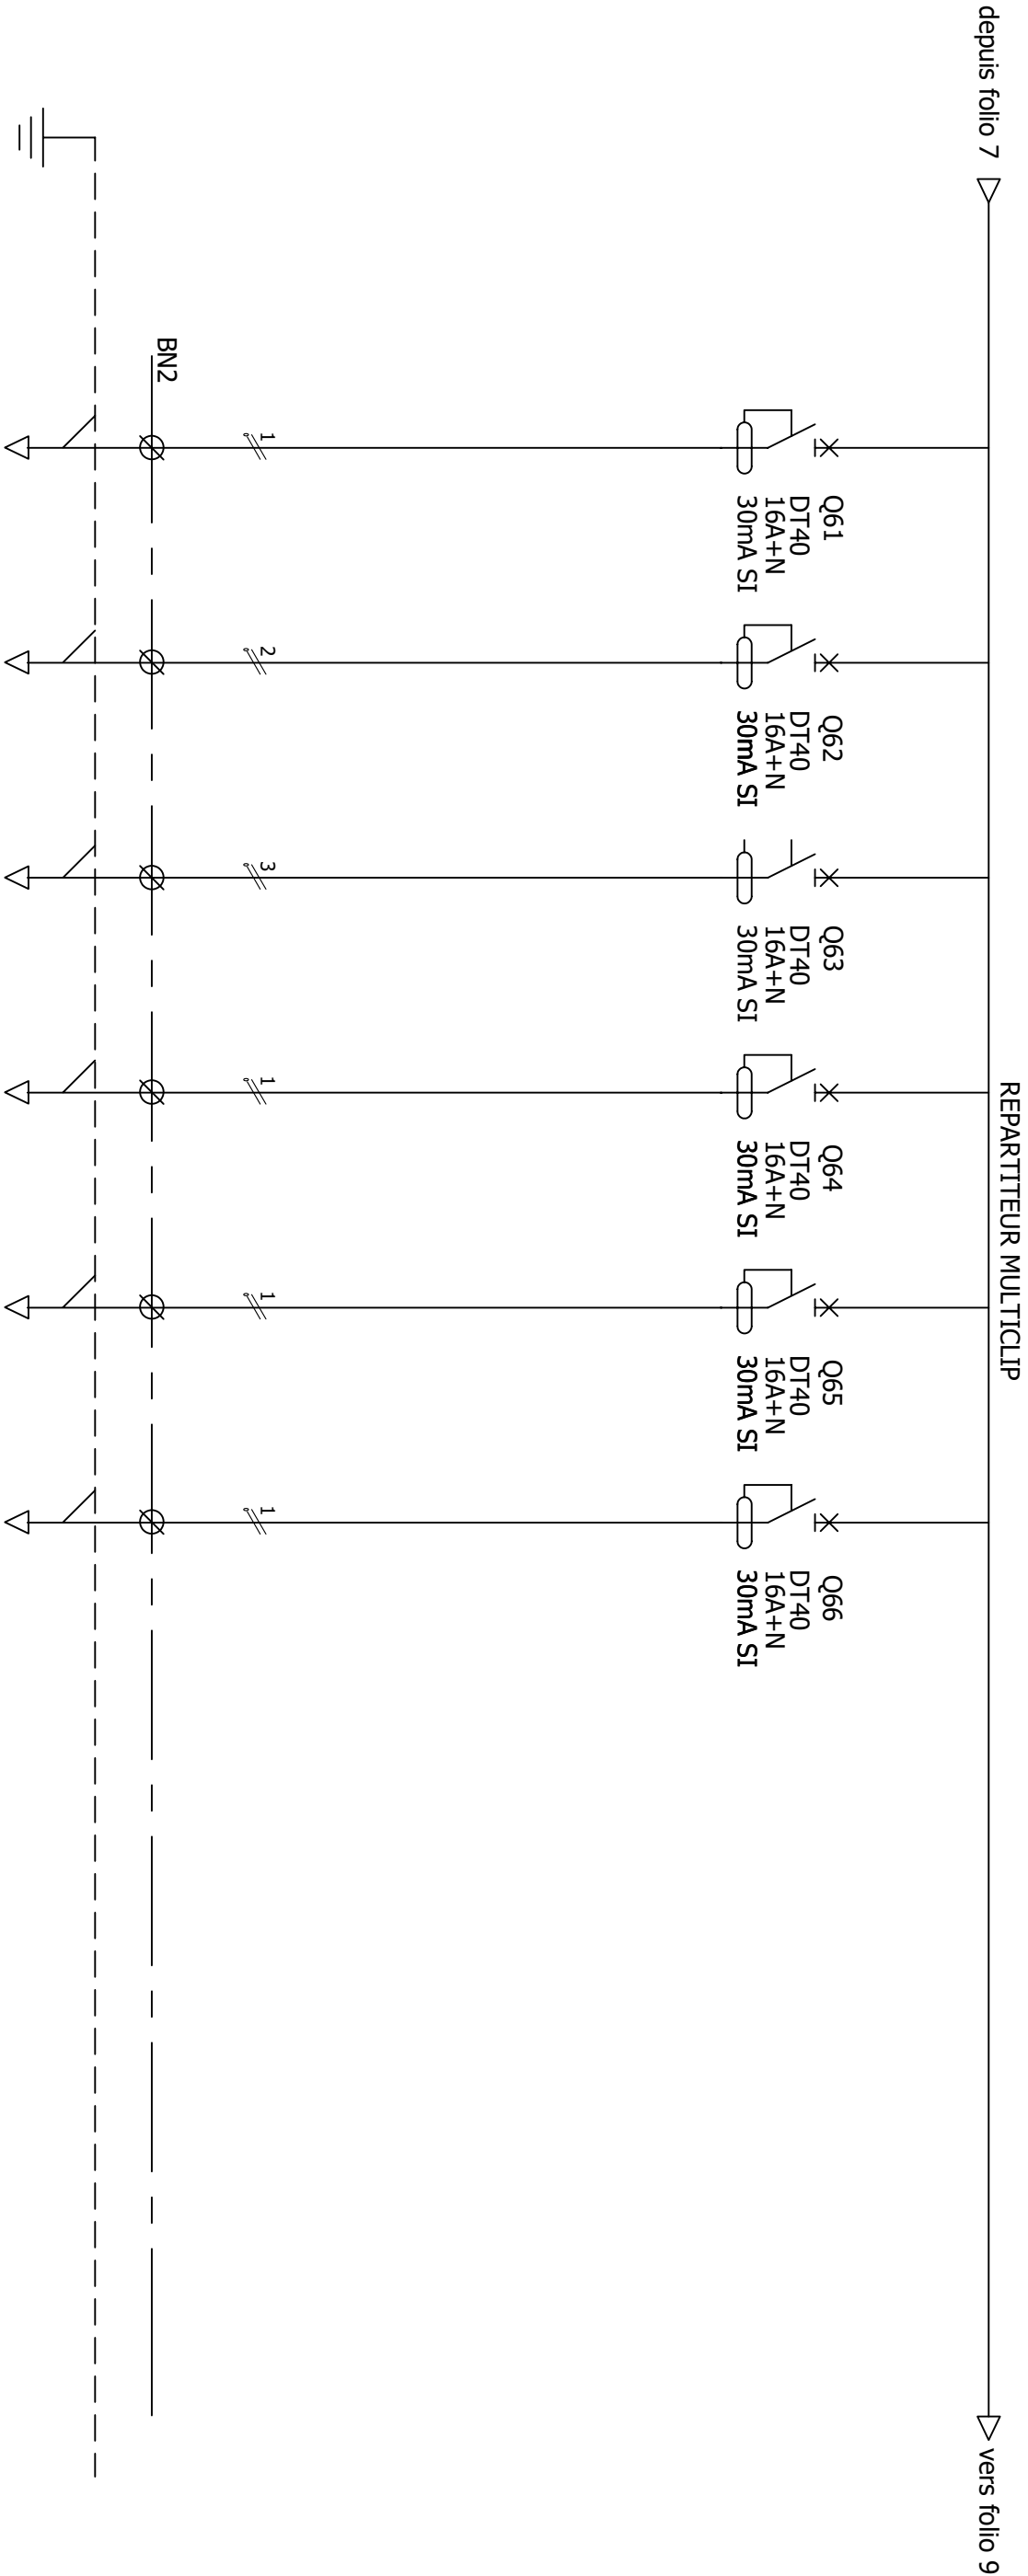 depuis folio 7
REPARTITEUR MULTICLIP
vers folio 9
Q61
DT40
16A+N
30mA SI
Q62
DT40
16A+N
30mA SI
Q63
DT40
16A+N
30mA SI
Q64
DT40
16A+N
30mA SI
Q65
DT40
16A+N
30mA SI
Q66
DT40
16A+N
30mA SI
1
2
3
1
1
1
BN2